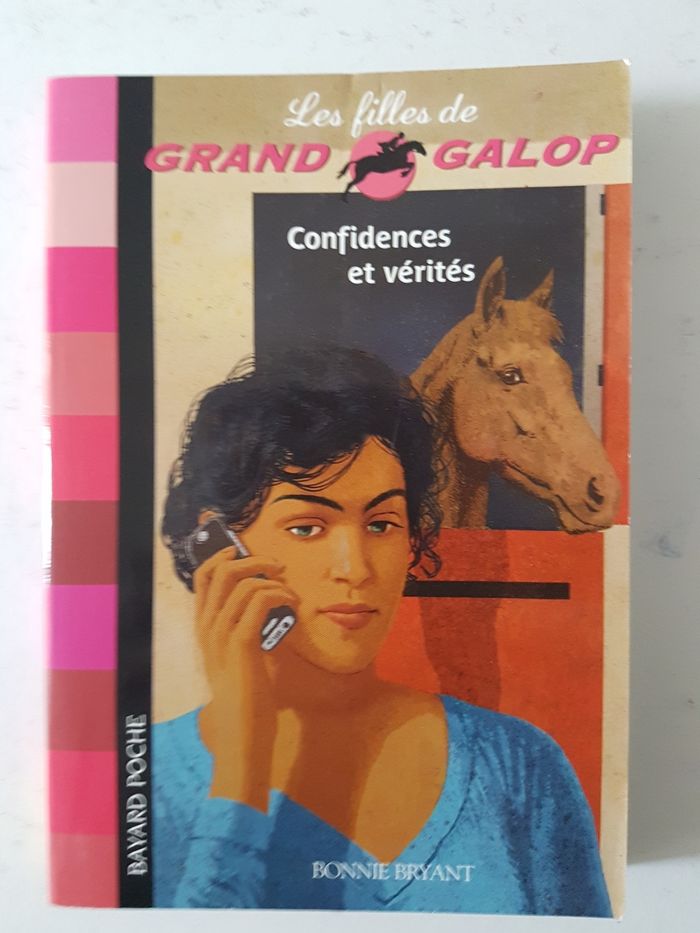 Les filles de
GRAND GALOP
Confidences
et vérités
BAYARD POCHE
BONNIE BRYANT